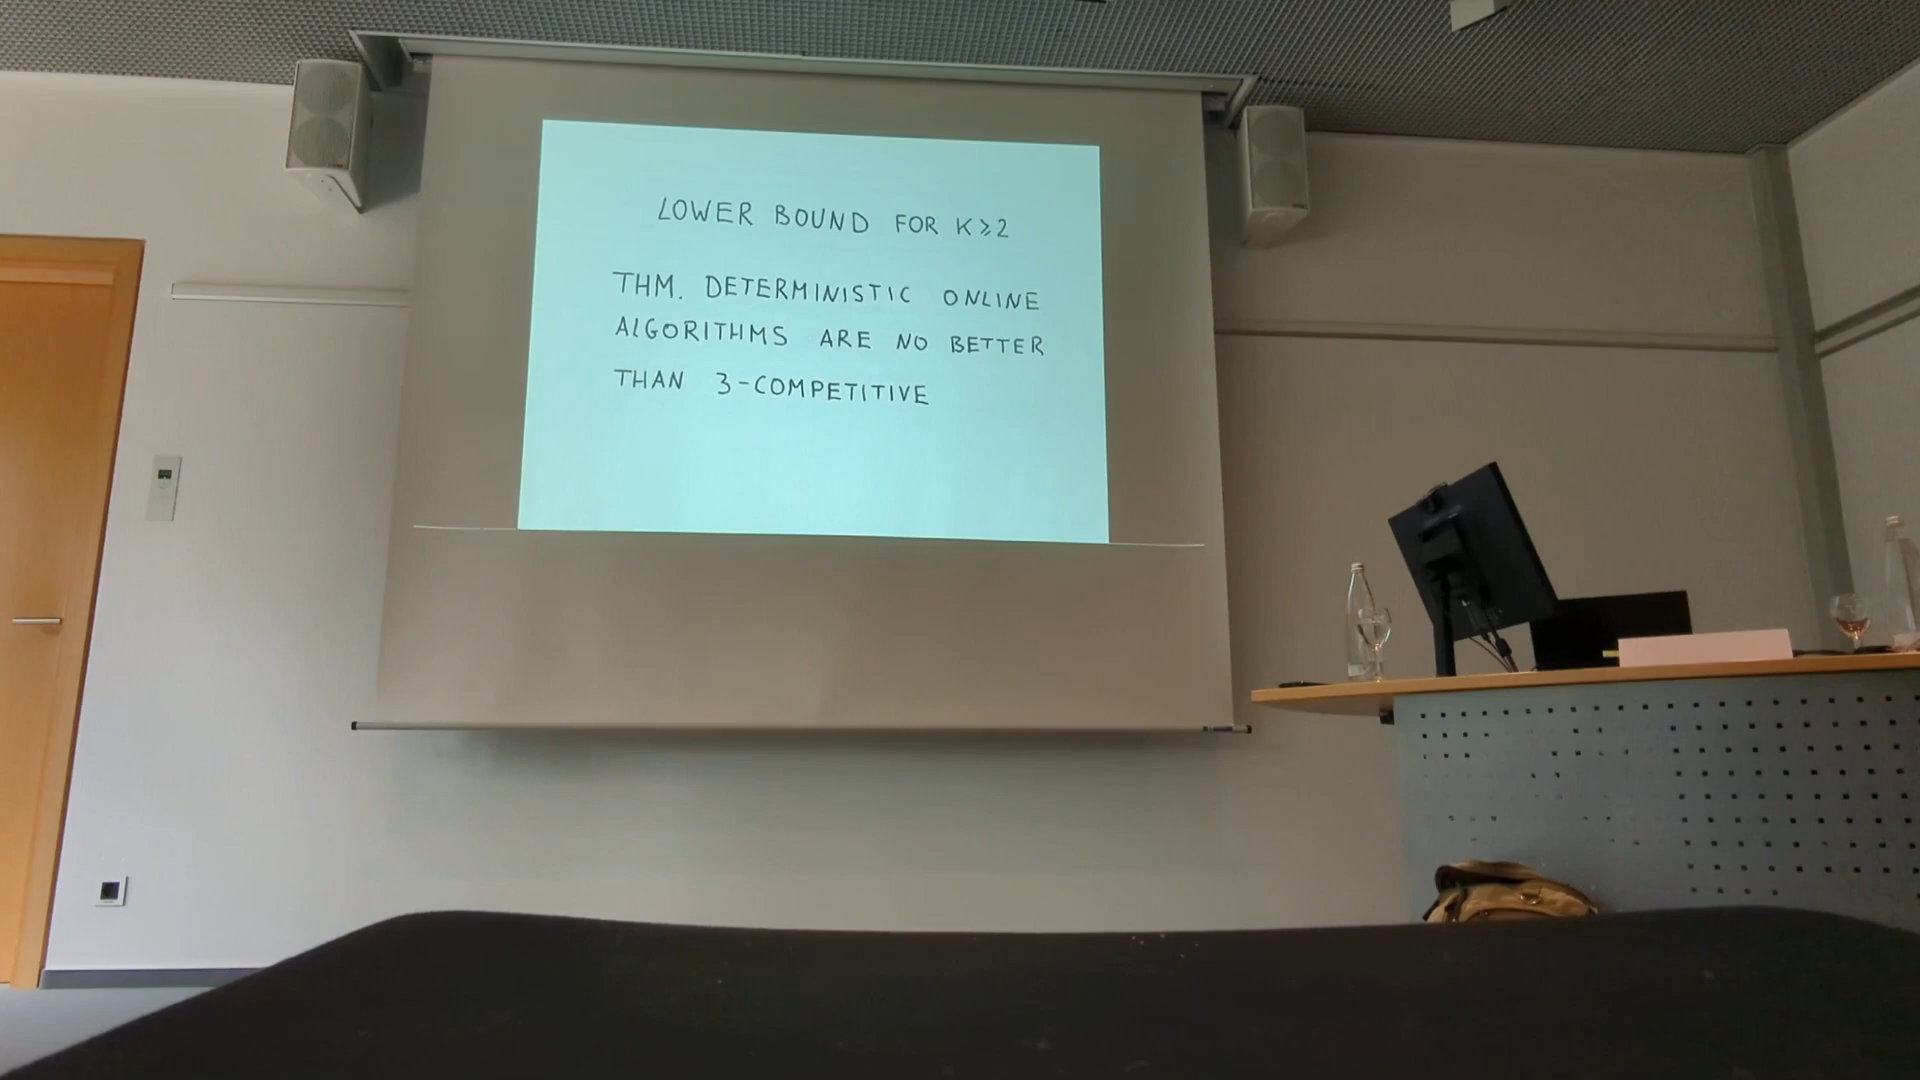 LOWER BOUND FOR K≥2
THM. DETERMINISTIC ONLINE
ALGORITHMS ARE NO BETTER
THAN 3-COMPETITIVE